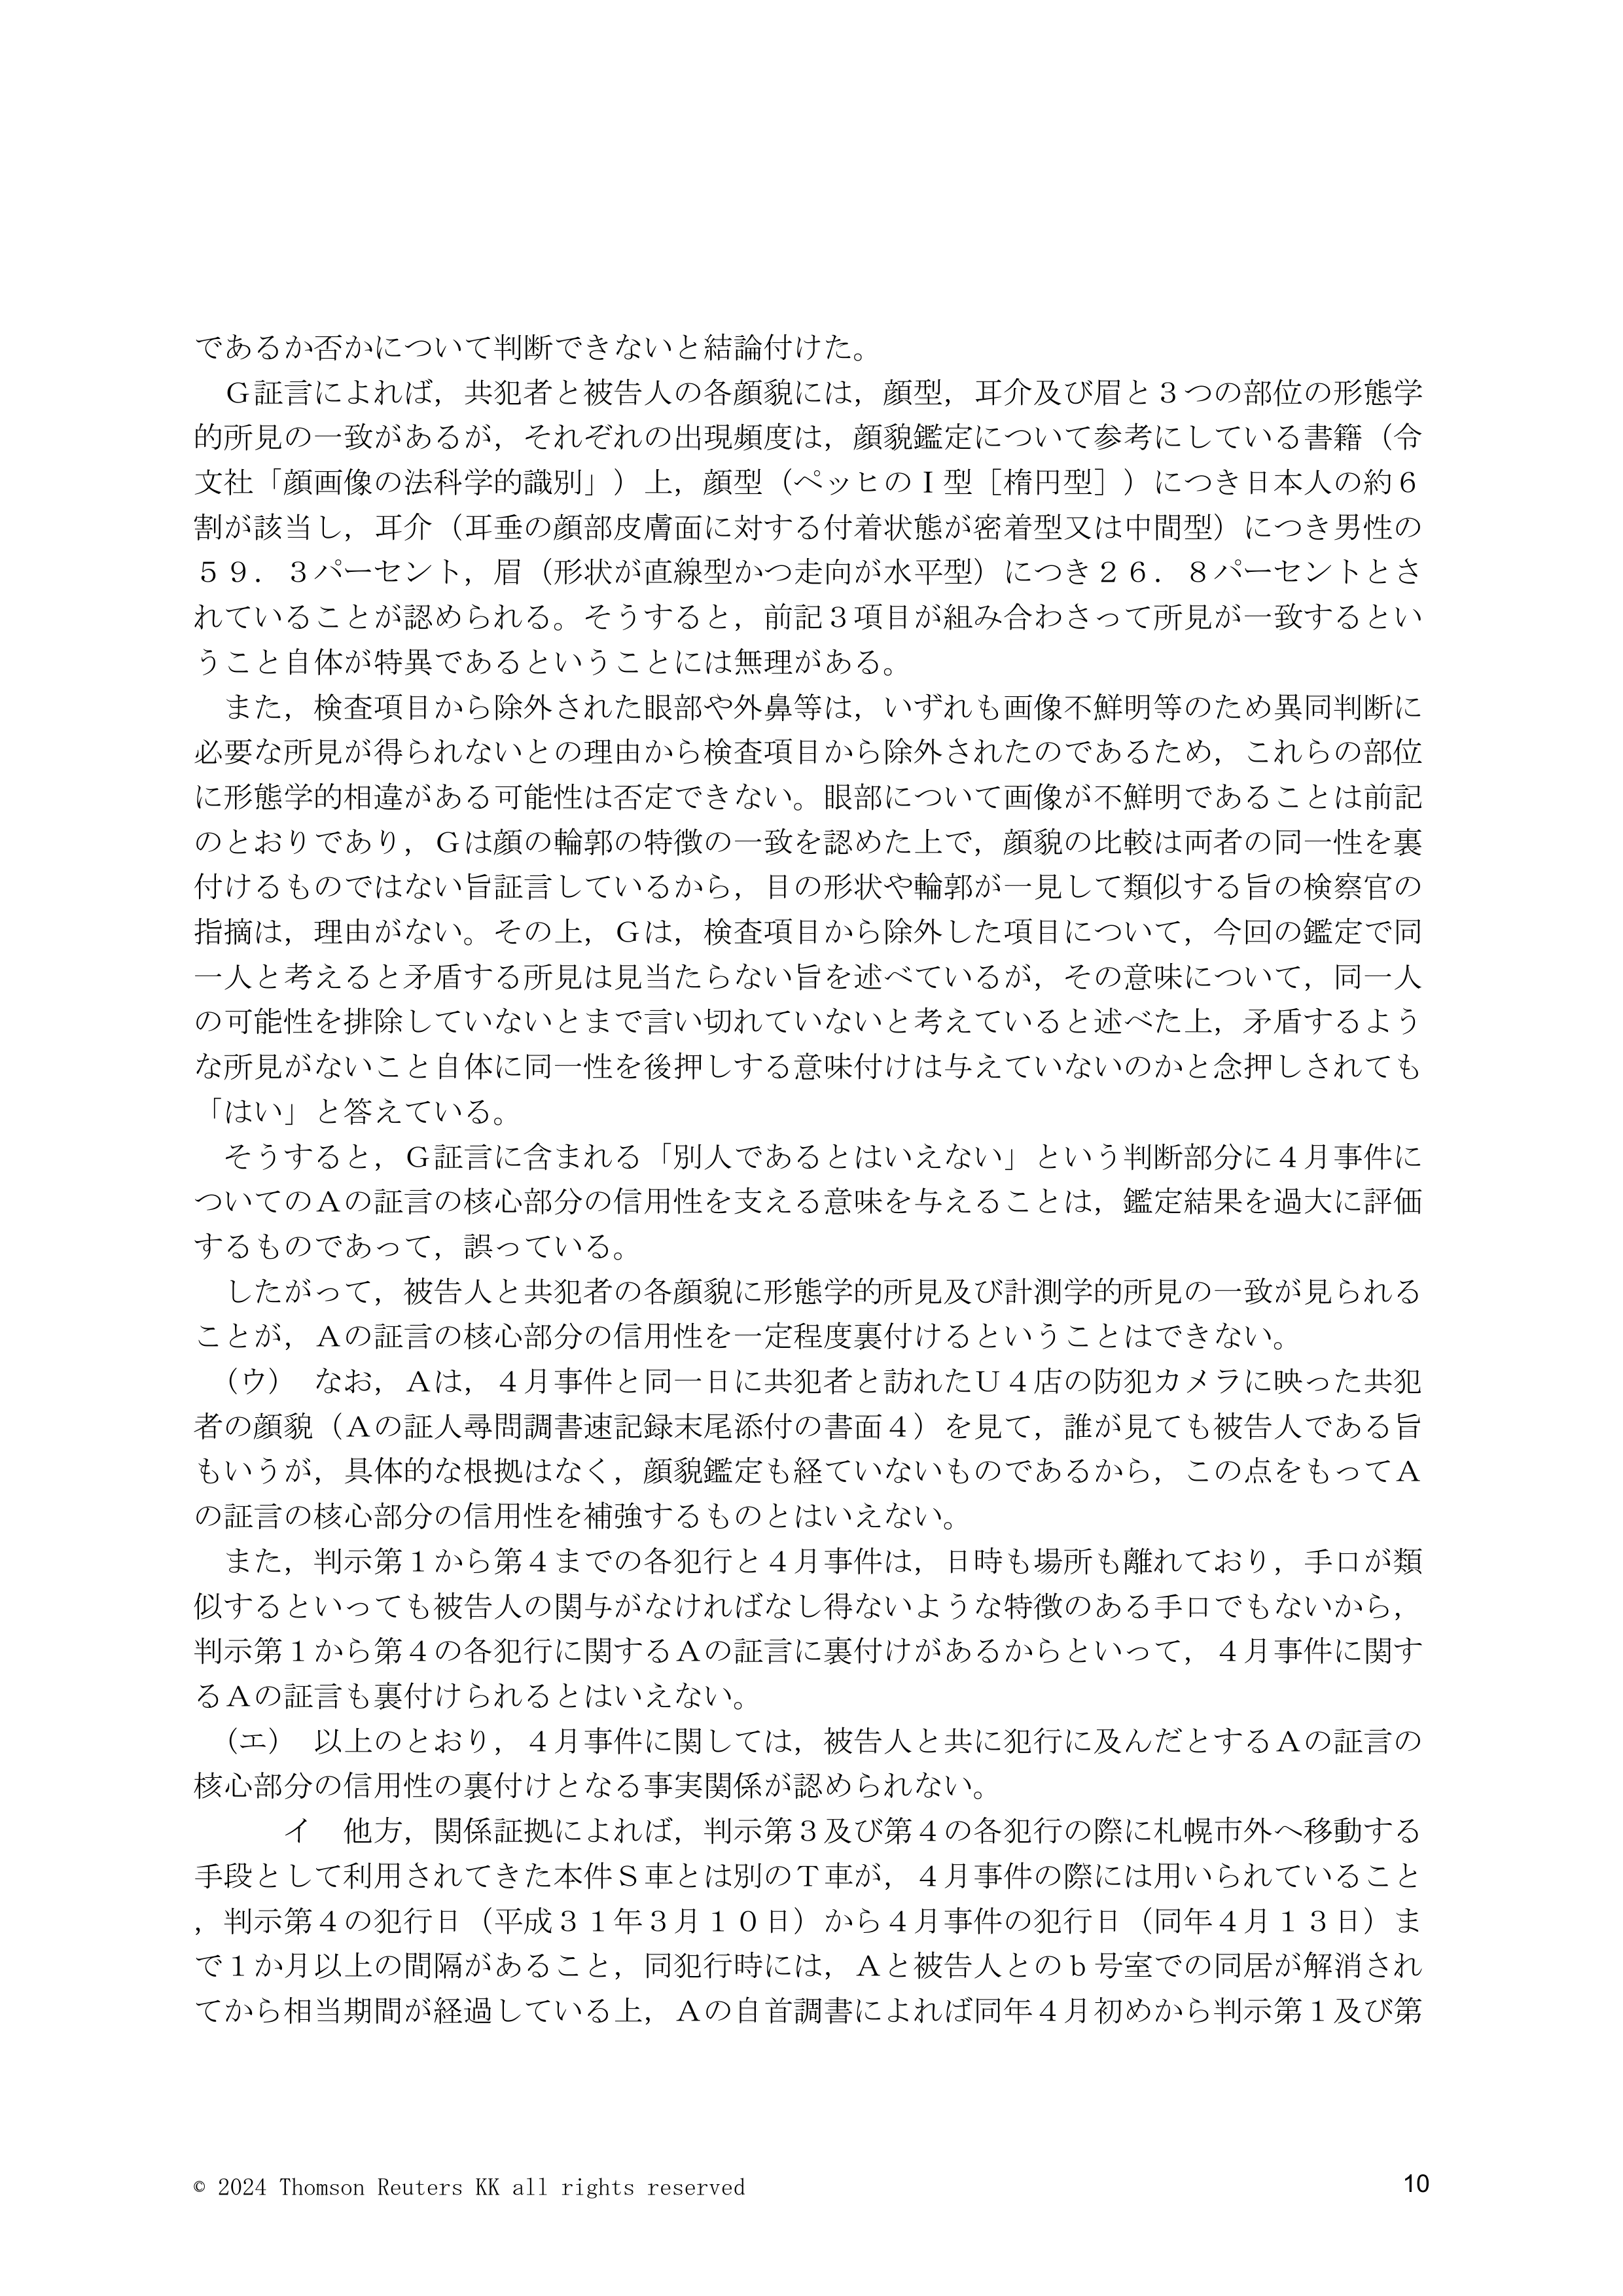 であるか否かについて判断できないと結論付けた。
　Ｇ証言によれば，共犯者と被告人の各顔貌には，顔型，耳介及び眉と３つの部位の形態学
的所見の一致があるが，それぞれの出現頻度は，顔貌鑑定について参考にしている書籍（令
文社「顔画像の法科学的識別」）上，顔型（ペッヒのⅠ型［楕円型］）につき日本人の約６
割が該当し，耳介（耳垂の顔部皮膚面に対する付着状態が密着型又は中間型）につき男性の
５９．３パーセント，眉（形状が直線型かつ走向が水平型）につき２６．８パーセントとさ
れていることが認められる。そうすると，前記３項目が組み合わさって所見が一致するとい
うこと自体が特異であるということには無理がある。
　また，検査項目から除外された眼部や外鼻等は，いずれも画像不鮮明等のため異同判断に
必要な所見が得られないとの理由から検査項目から除外されたのであるため，これらの部位
に形態学的相違がある可能性は否定できない。眼部について画像が不鮮明であることは前記
のとおりであり，Ｇは顔の輪郭の特徴の一致を認めた上で，顔貌の比較は両者の同一性を裏
付けるものではない旨証言しているから，目の形状や輪郭が一見して類似する旨の検察官の
指摘は，理由がない。その上，Ｇは，検査項目から除外した項目について，今回の鑑定で同
一人と考えると矛盾する所見は見当たらない旨を述べているが，その意味について，同一人
の可能性を排除していないとまで言い切れていないと考えていると述べた上，矛盾するよう
な所見がないこと自体に同一性を後押しする意味付けは与えていないのかと念押しされても
「はい」と答えている。
　そうすると，Ｇ証言に含まれる「別人であるとはいえない」という判断部分に４月事件に
ついてのＡの証言の核心部分の信用性を支える意味を与えることは，鑑定結果を過大に評価
するものであって，誤っている。
　したがって，被告人と共犯者の各顔貌に形態学的所見及び計測学的所見の一致が見られる
ことが，Ａの証言の核心部分の信用性を一定程度裏付けるということはできない。
　（ウ）　なお，Ａは，４月事件と同一日に共犯者と訪れたＵ４店の防犯カメラに映った共犯
者の顔貌（Ａの証人尋問調書速記録末尾添付の書面４）を見て，誰が見ても被告人である旨
もいうが，具体的な根拠はなく，顔貌鑑定も経ていないものであるから，この点をもってＡ
の証言の核心部分の信用性を補強するものとはいえない。
　また，判示第１から第４までの各犯行と４月事件は，日時も場所も離れており，手口が類
似するといっても被告人の関与がなければなし得ないような特徴のある手口でもないから，
判示第１から第４の各犯行に関するＡの証言に裏付けがあるからといって，４月事件に関す
るＡの証言も裏付けられるとはいえない。
　（エ）　以上のとおり，４月事件に関しては，被告人と共に犯行に及んだとするＡの証言の
核心部分の信用性の裏付けとなる事実関係が認められない。
　　　イ　他方，関係証拠によれば，判示第３及び第４の各犯行の際に札幌市外へ移動する
手段として利用されてきた本件Ｓ車とは別のＴ車が，４月事件の際には用いられていること
，判示第４の犯行日（平成３１年３月１０日）から４月事件の犯行日（同年４月１３日）ま
で１か月以上の間隔があること，同犯行時には，Ａと被告人とのｂ号室での同居が解消され
てから相当期間が経過している上，Ａの自首調書によれば同年４月初めから判示第１及び第
© 2024 Thomson Reuters KK all rights reserved
10